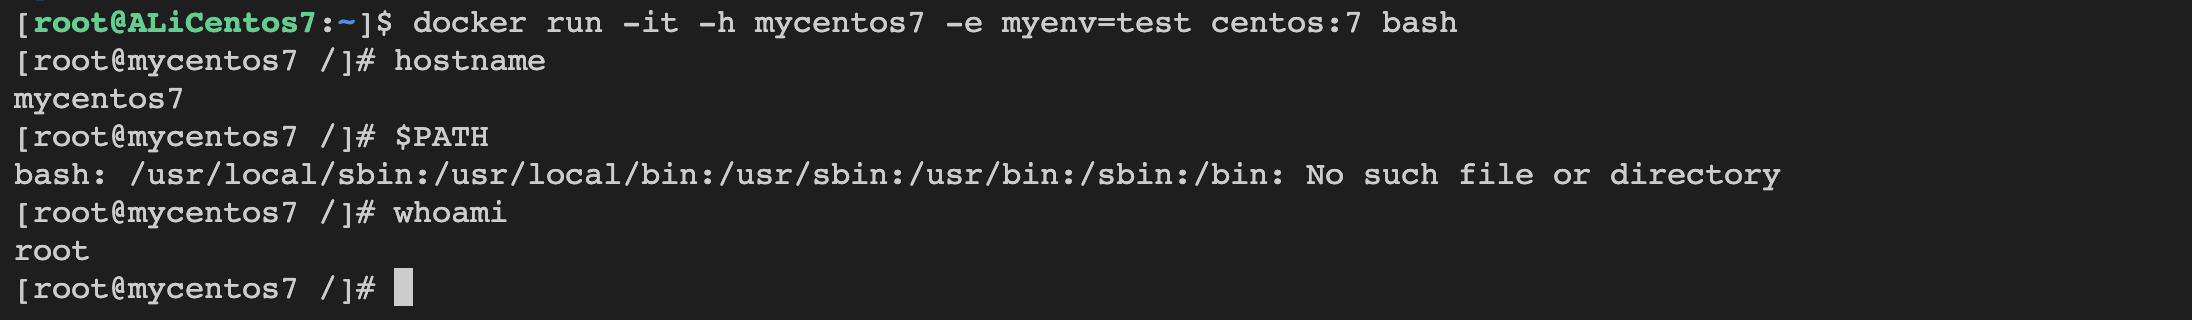 [root@ALiCentos7:~]$ docker run -it -h mycentos7 -e myenv=test centos:7 bash
[root@mycentos7 /]# hostname
mycentos7
[root@mycentos7 /]# $PATH
bash: /usr/local/sbin:/usr/local/bin:/usr/sbin:/usr/bin:/sbin:/bin: No such file or directory
[root@mycentos7 /]# whoami
root
[root@mycentos7 /]#